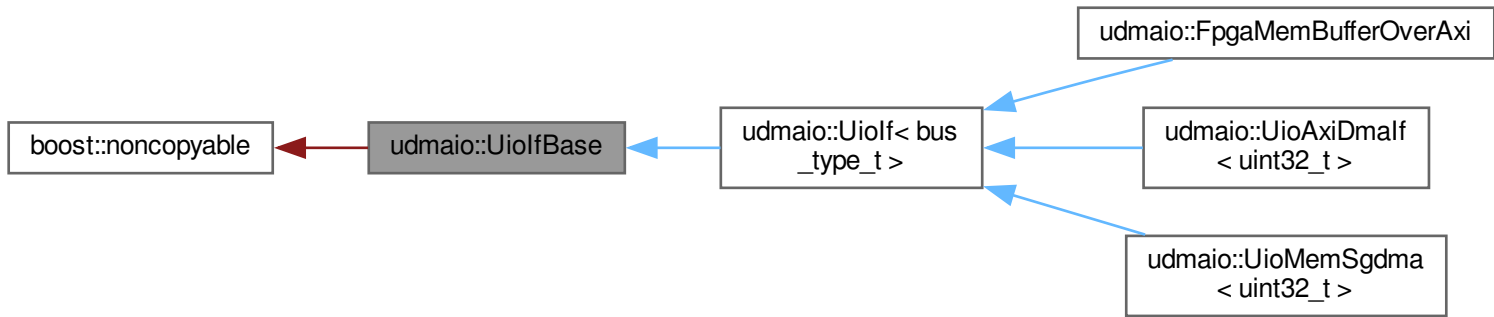 boost::noncopyable
udmaio::UioIfBase
udmaio::UioIf< bus
_type_t >
udmaio::FpgaMemBufferOverAxi
udmaio::UioAxiDmaIf
< uint32_t >
udmaio::UioMemSgdma
< uint32_t >